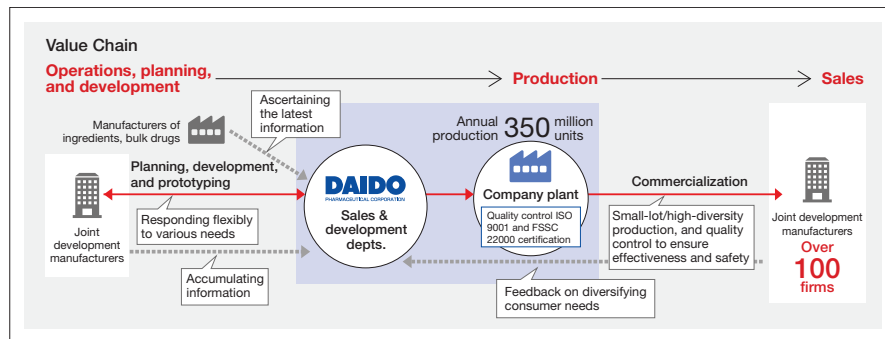 Value Chain
Operations, planning,
and development
Production
Sales
Ascertaining
the latest
information
Manufacturers of
ingredients, bulk drugs
Annual
production
350
million
units
Planning, development,
and prototyping
Joint
development
manufacturers
Responding flexibly
to various needs
Accumulating
information
DAIDO
PHARMACEUTICAL CORPORATION
Sales &
development
depts.
Company plant
Quality control ISO
9001 and FSSC
22000 certification
Commercialization
Small-lot/high-diversity
production, and quality
control to ensure
effectiveness and safety
Feedback on diversifying
consumer needs
Joint development
manufacturers
Over
100
firms